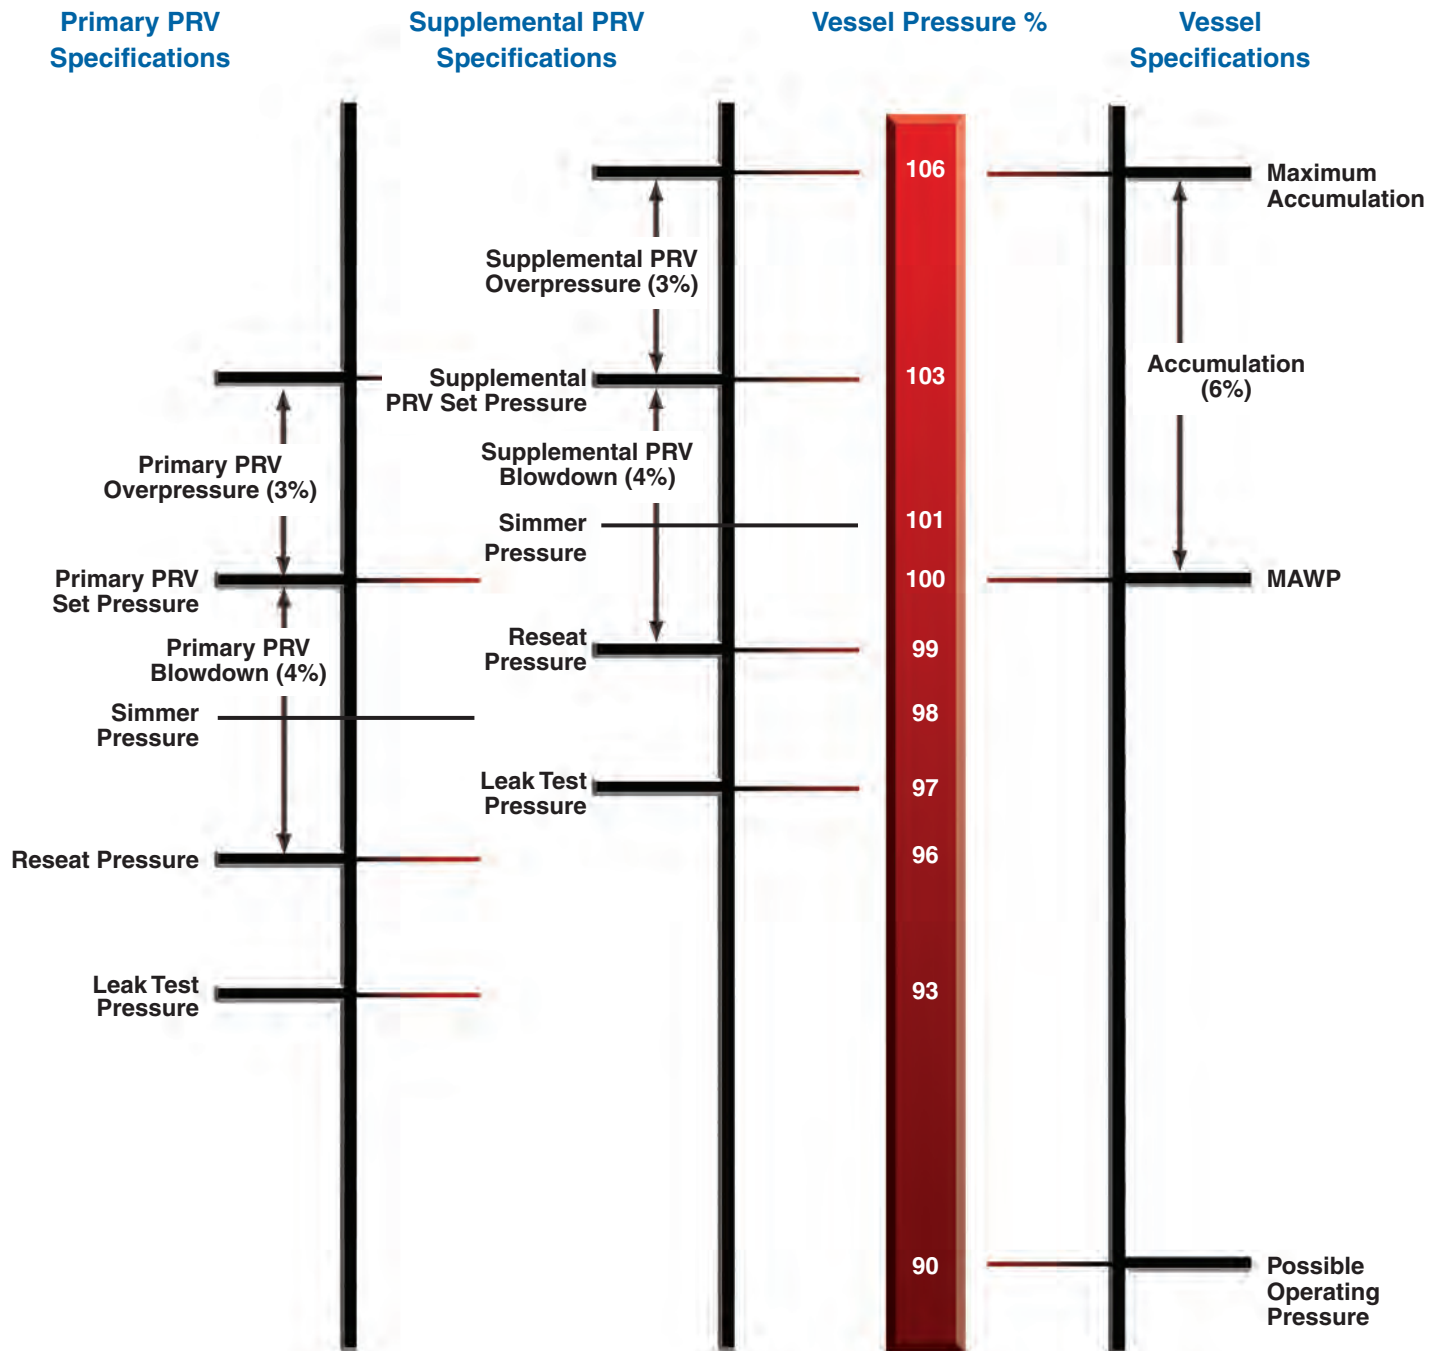 Primary PRV
Specifications
Supplemental PRV
Specifications
Vessel Pressure %
Vessel
Specifications
Primary PRV
Overpressure (3%)
Primary PRV
Set Pressure
Primary PRV
Blowdown (4%)
Simmer
Pressure
Reseat Pressure
Leak Test
Pressure
Supplemental PRV
Overpressure (3%)
Supplemental
PRV Set Pressure
Supplemental PRV
Blowdown (4%)
Simmer
Pressure
Reseat
Pressure
Leak Test
Pressure
106
103
101
100
99
98
97
96
93
90
Maximum
Accumulation
Accumulation
(6%)
MAWP
Possible
Operating
Pressure